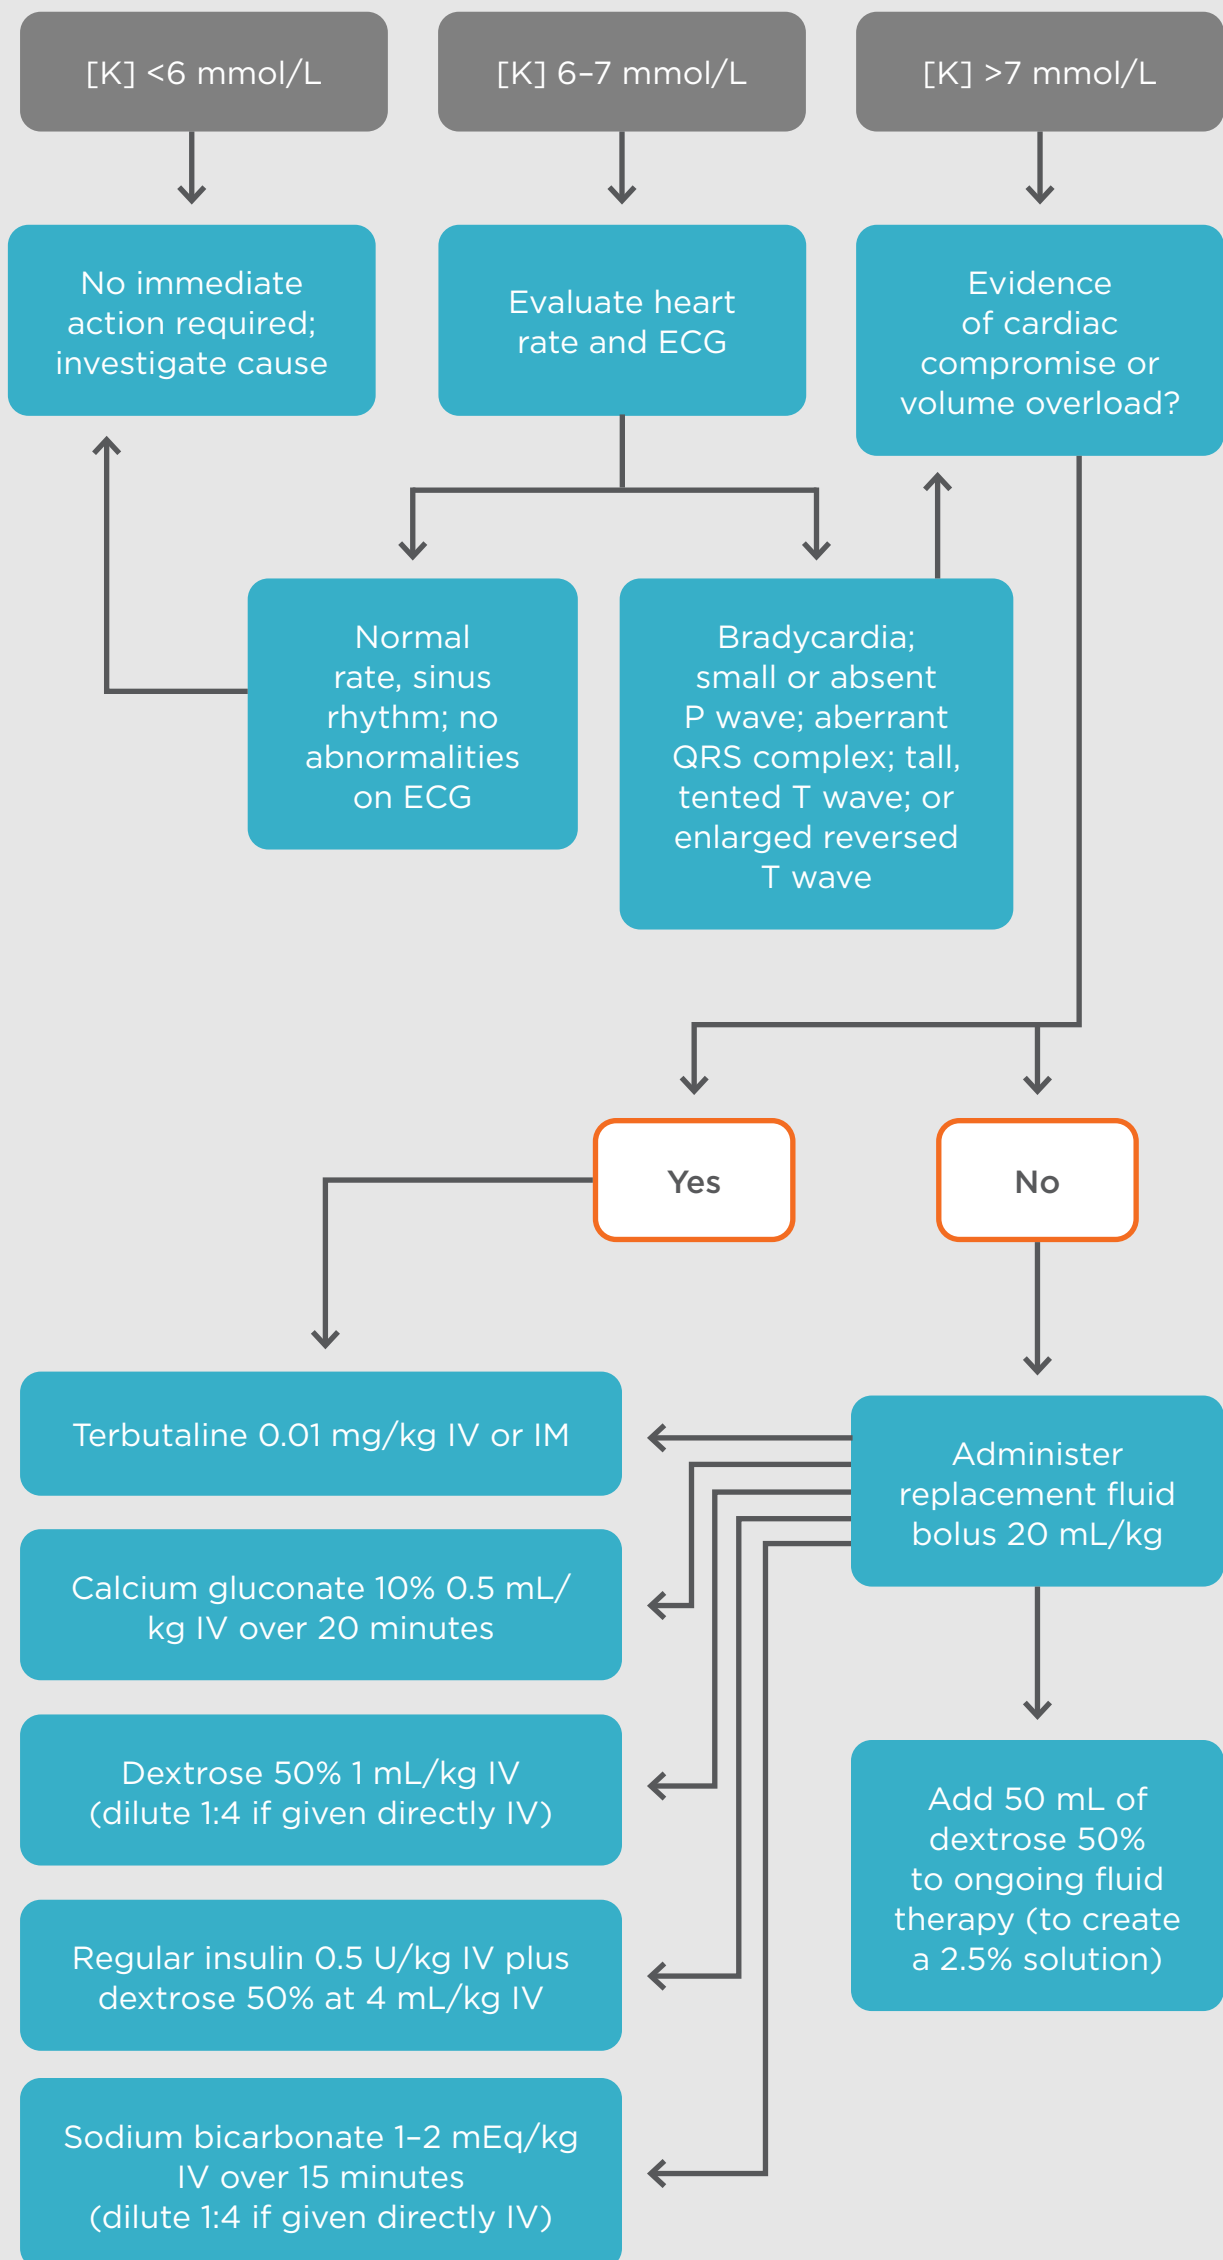 [K] <6 mmol/L
[K] 6–7 mmol/L
[K] >7 mmol/L
No immediate
action required;
investigate cause
Evaluate heart
rate and ECG
Evidence
of cardiac
compromise or
volume overload?
Normal
rate, sinus
rhythm; no
abnormalities
on ECG
Bradycardia;
small or absent
P wave; aberrant
QRS complex; tall,
tented T wave; or
enlarged reversed
T wave
Yes
No
Terbutaline 0.01 mg/kg IV or IM
Calcium gluconate 10% 0.5 mL/
kg IV over 20 minutes
Dextrose 50% 1 mL/kg IV
(dilute 1:4 if given directly IV)
Regular insulin 0.5 U/kg IV plus
dextrose 50% at 4 mL/kg IV
Sodium bicarbonate 1–2 mEq/kg
IV over 15 minutes
(dilute 1:4 if given directly IV)
Administer
replacement fluid
bolus 20 mL/kg
Add 50 mL of
dextrose 50%
to ongoing fluid
therapy (to create
a 2.5% solution)